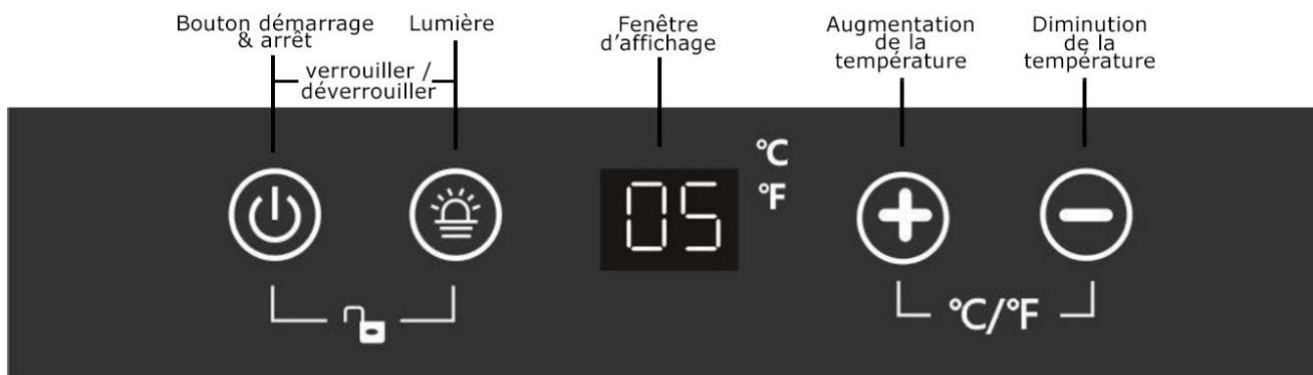 Bouton démarrage
& arrêt
Lumière
Fenêtre
d'affichage
Augmentation
de la
température
Diminution
de la
température
verrouiller /
déverrouiller
°C
°F
05
°C/°F